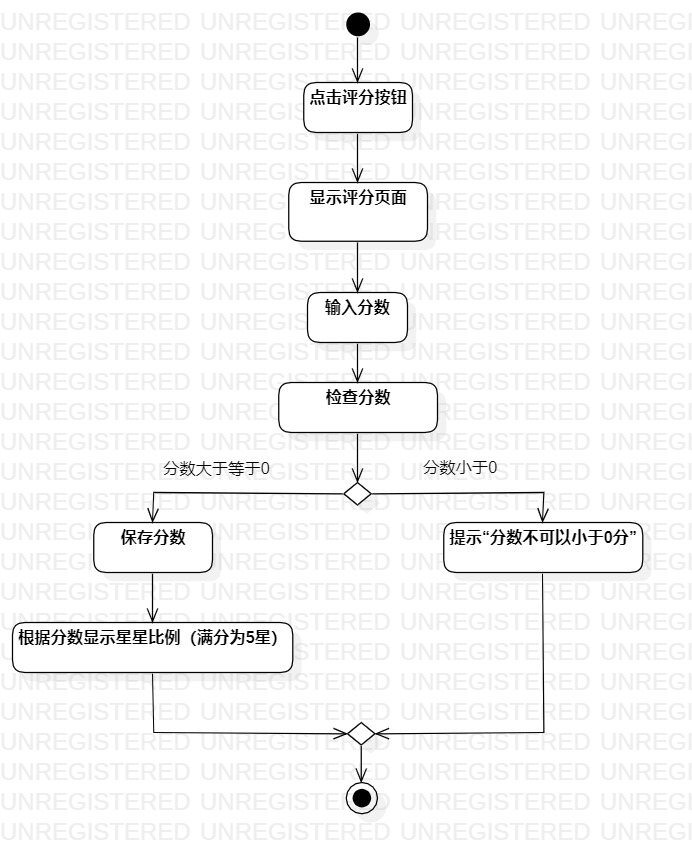 点击评分按钮
显示评分页面
输入分数
检查分数
分数大于等于0
分数小于0
保存分数
提示“分数不可以小于0分”
根据分数显示星星比例（满分为5星）
UNREGISTERED